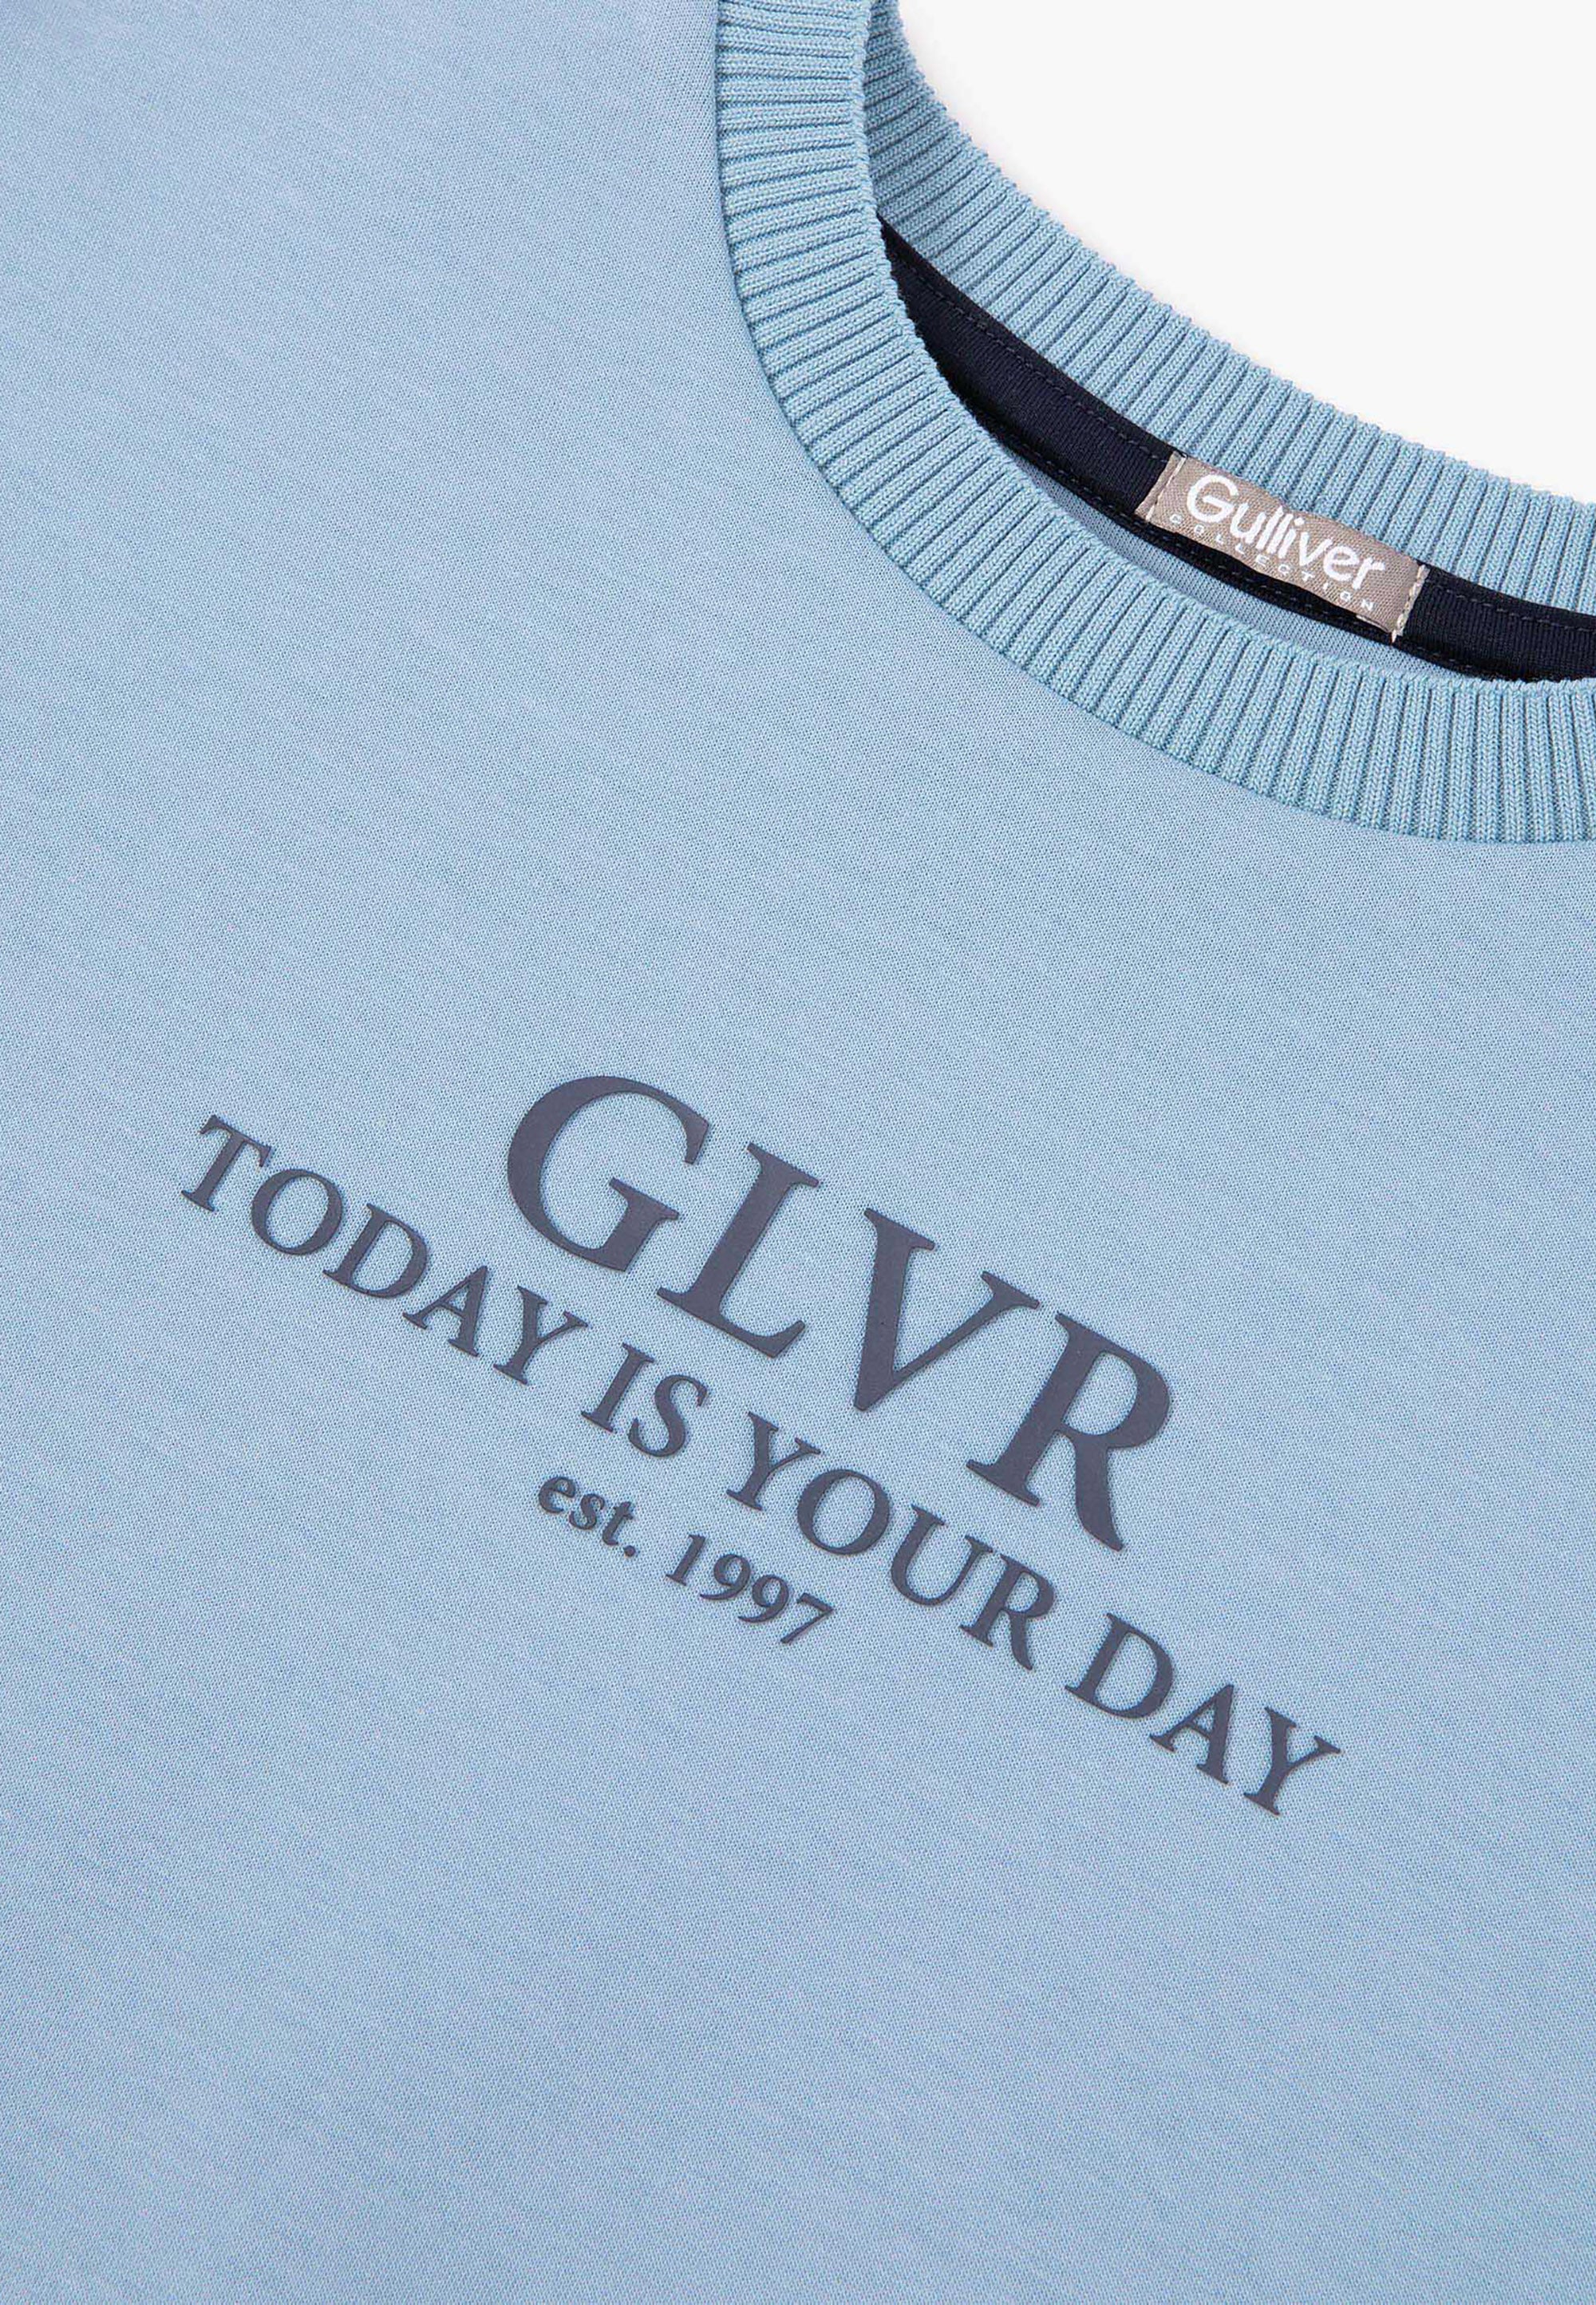 Gulliver
COLLECTION
GLVR
TODAY IS YOUR DAY
est. 1997